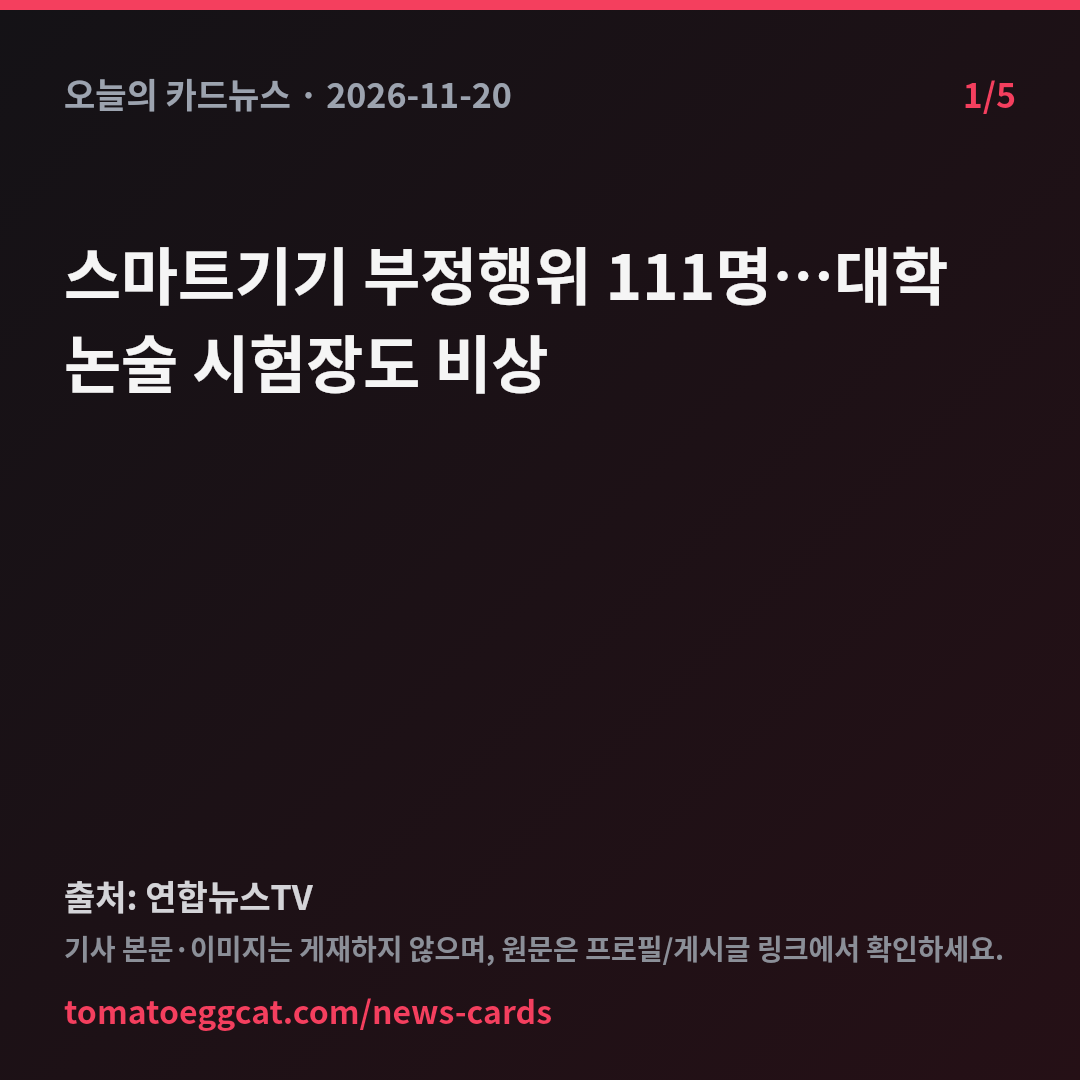 오늘의 카드뉴스 · 2026-11-20
1/5
스마트기기 부정행위 111명…대학
논술 시험장도 비상
출처: 연합뉴스TV
기사 본문·이미지는 게재하지 않으며, 원문은 프로필/게시글 링크에서 확인하세요.
tomatoeggcat.com/news-cards